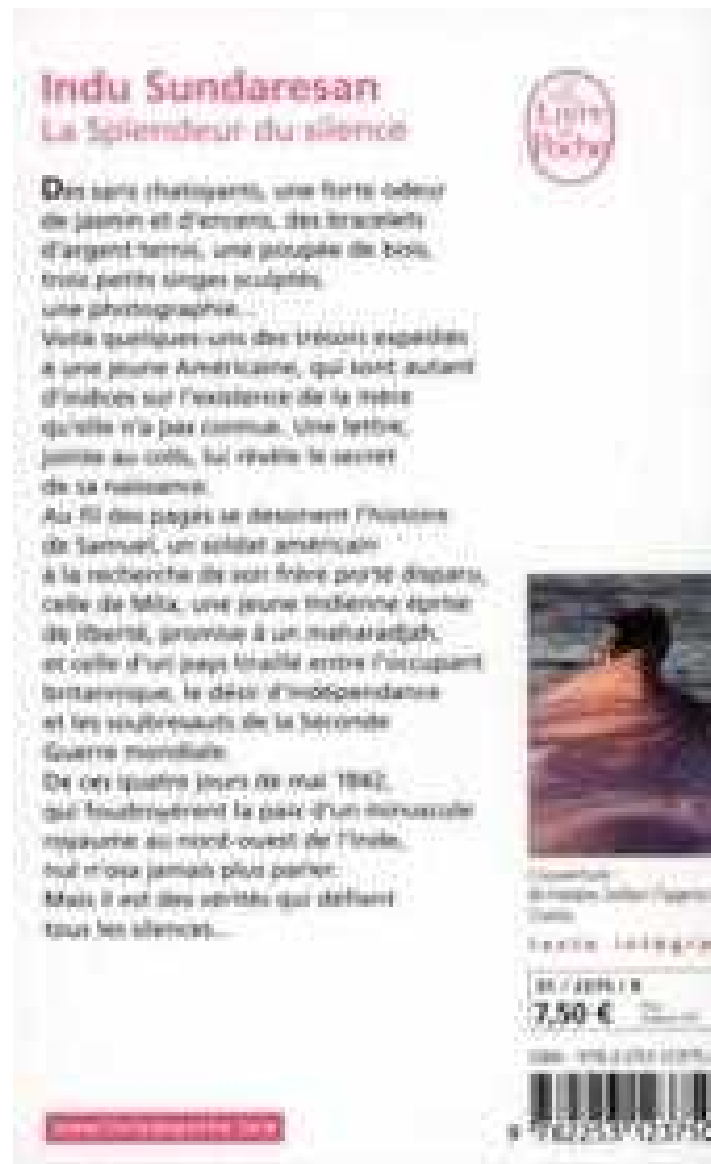 Indu Sundaresan
La Splendeur du silence
Le Livre de Poche
Des saris chatoyants, une forte odeur
de jasmin et d'encens, des bracelets
d'argent ternis, une poupée de bois,
trois petits singes sculptés,
une photographie...
Voilà quelques-uns des trésors expédiés
à une jeune Américaine, qui sont autant
d'indices sur l'existence de la mère
qu'elle n'a pas connue. Une lettre,
jointe au colis, lui révèle le secret
de sa naissance.
Au fil des pages se dessinent l'histoire
de Samuel, un soldat américain
à la recherche de son frère porté disparu,
celle de Mila, une jeune Indienne éprise
de liberté, promise à un maharadjah,
et celle d'un pays tiraillé entre l'occupant
britannique, le désir d'indépendance
et les soubresauts de la Seconde
Guerre mondiale.
De ces quatre jours de mai 1942,
qui foudroyèrent la paix d'un minuscule
royaume au nord-ouest de l'Inde,
nul n'osa jamais plus parler.
Mais il est des vérités qui défient
tous les silences...
Couverture :
texte intégra
7,50 €
9 782253 123750